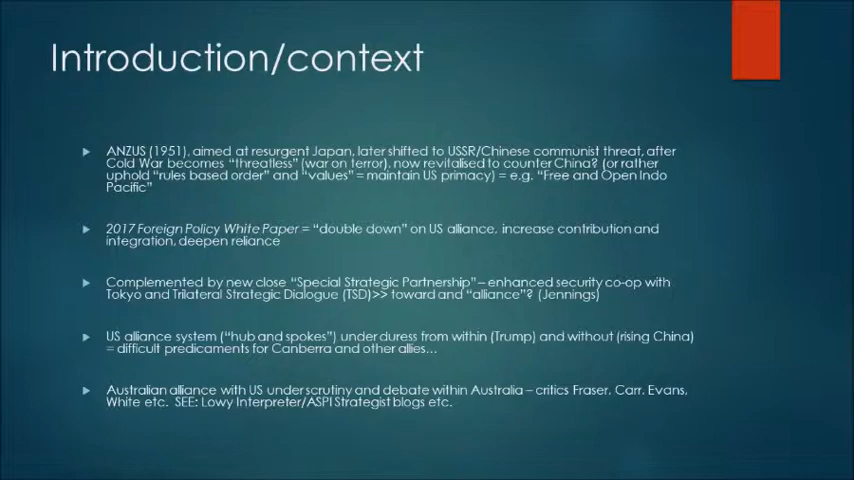 Introduction/context
ANZUS (1951), aimed at resurgent Japan, later shifted to USSR/Chinese communist threat, after
Cold War becomes "threatless" (war on terror), now revitalised to counter China? (or rather
uphold "rules based order" and "values" = maintain US primacy) = e.g. "Free and Open Indo
Pacific"
2017 Foreign Policy White Paper = "double down" on US alliance, increase contribution and
integration, deepen reliance
Complemented by new close "Special Strategic Partnership" – enhanced security co-op with
Tokyo and Trilateral Strategic Dialogue (TSD)>> toward and "alliance"? (Jennings)
US alliance system ("hub and spokes") under duress from within (Trump) and without (rising China)
= difficult predicaments for Canberra and other allies…
Australian alliance with US under scrutiny and debate within Australia – critics Fraser, Carr, Evans,
White etc. SEE: Lowy Interpreter/ASPI Strategist blogs etc.